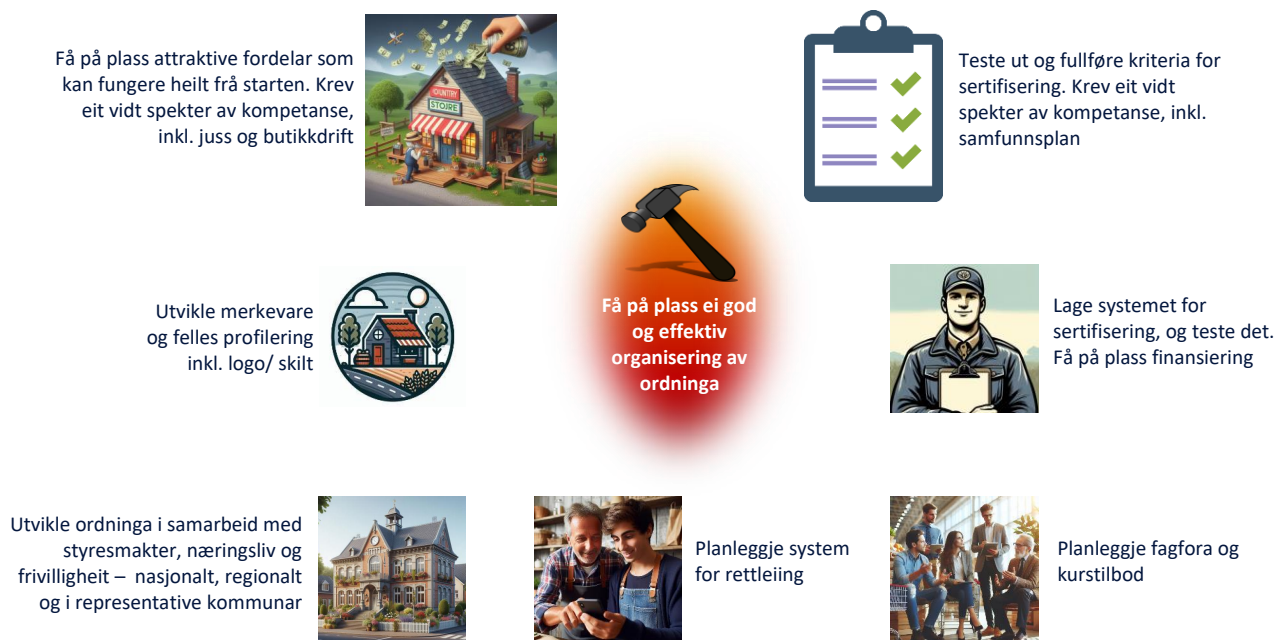 Få på plass attraktive fordelar som
kan fungere heilt frå starten. Krev
eit vidt spekter av kompetanse,
inkl. juss og butikkdrift
STOJRE
Teste ut og fullføre kriteria for
sertifisering. Krev eit vidt
spekter av kompetanse, inkl.
samfunnsplan
Utvikle merkevare
og felles profilering
inkl. logo/ skilt
Få på plass ei god
og effektiv
organisering av
ordninga
Lage systemet for
sertifisering, og teste det.
Få på plass finansiering
Utvikle ordninga i samarbeid med
styresmakter, næringsliv og
frivilligheit – nasjonalt, regionalt
og i representative kommunar
Planleggje system
for rettleiing
Planleggje fagfora og
kurstilbod